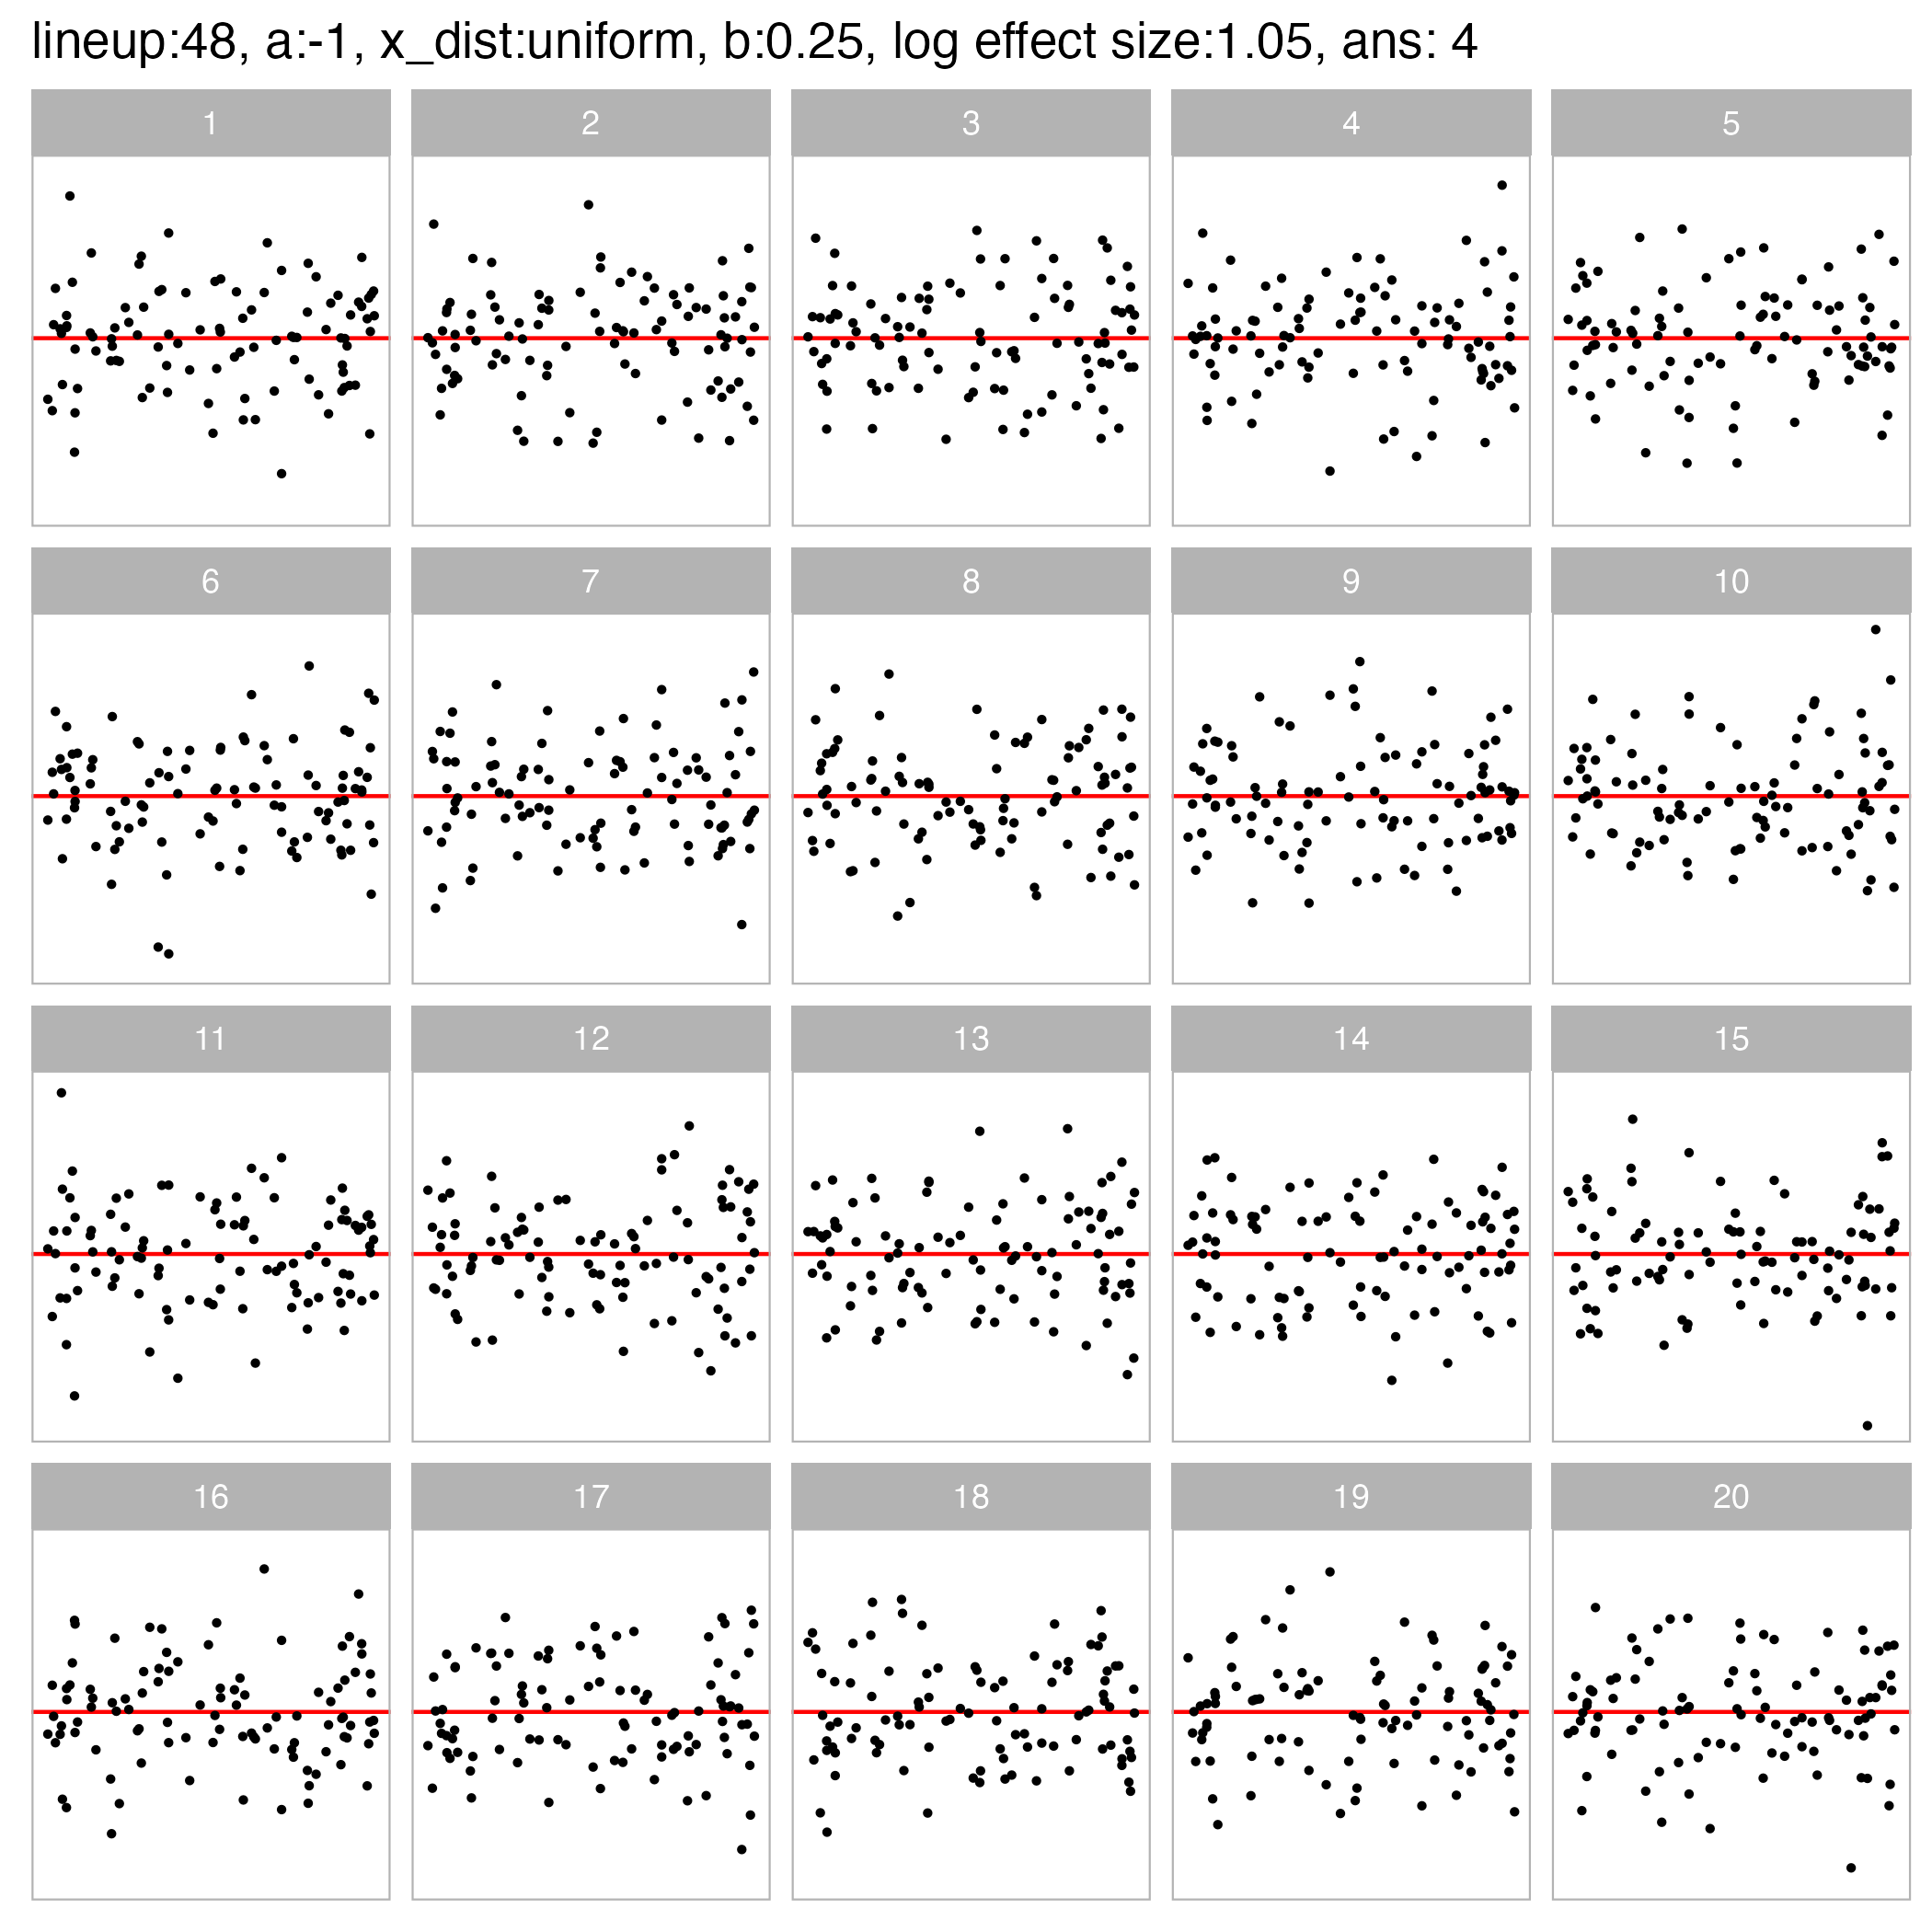 lineup:48, a:-1, x_dist:uniform, b:0.25, log effect size:1.05, ans: 4
1 2 3 4 5
6 7 8 9 10
11 12 13 14 15
16 17 18 19 20